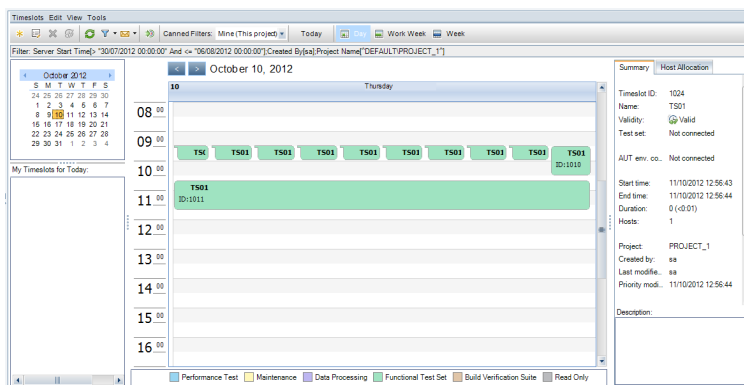 Timeslots Edit View Tools
Canned Filters: Mine (This project) Today Day Work Week Week
Filter: Server Start Time[> "30/07/2012 00:00:00" And <= "06/08/2012 00:00:00"];Created By[sa];Project Name["DEFAULT\PROJECT_1"]
October 2012
S M T W T F S
24 25 26 27 28 29 30
1 2 3 4 5 6 7
8 9 10 11 12 13 14
15 16 17 18 19 20 21
22 23 24 25 26 27 28
29 30 31 1 2 3 4
My Timeslots for Today:
October 10, 2012
10 Thursday
08 00
09 00
TS0 TS01 TS01 TS01 TS01 TS01 TS01 TS01 TS01 TS01
ID:1010
10 00
TS01
ID:1011
11 00
12 00
13 00
14 00
15 00
16 00
Performance Test Maintenance Data Processing Functional Test Set Build Verification Suite Read Only
Summary Host Allocation
Timeslot ID: 1024
Name: TS01
Validity: Valid
Test set: Not connected
AUT env. co... Not connected
Start time: 11/10/2012 12:56:43
End time: 11/10/2012 12:56:44
Duration: 0 (<0:01)
Hosts: 1
Project: PROJECT_1
Created by: sa
Last modifie... sa
Priority modi... 11/10/2012 12:56:44
Description: